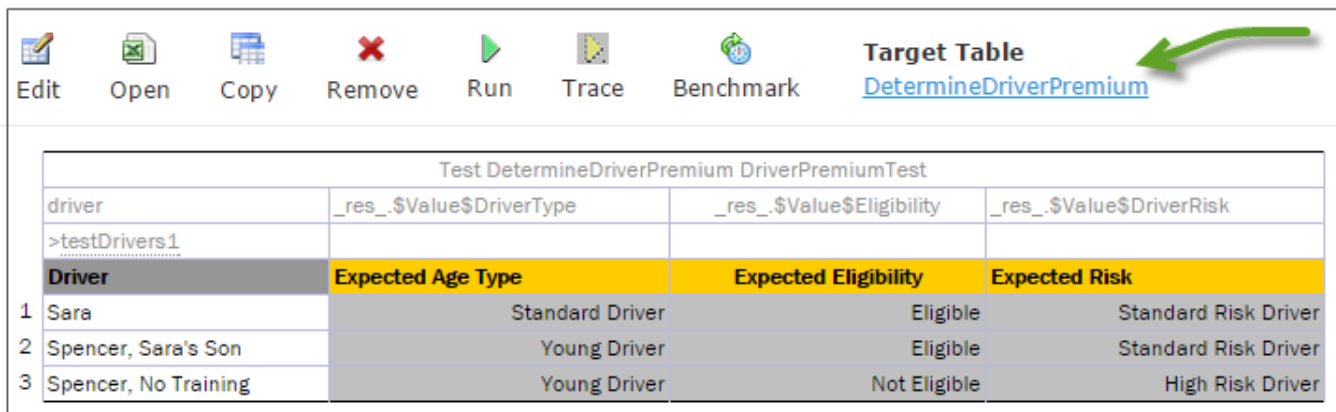 Target Table
Edit Open Copy Remove Run Trace Benchmark DetermineDriverPremium
Test DetermineDriverPremium DriverPremiumTest
driver _res_.$Value$DriverType _res_.$Value$Eligibility _res_.$Value$DriverRisk
>testDrivers1
Driver Expected Age Type Expected Eligibility Expected Risk
1 Sara Standard Driver Eligible Standard Risk Driver
2 Spencer, Sara's Son Young Driver Eligible Standard Risk Driver
3 Spencer, No Training Young Driver Not Eligible High Risk Driver